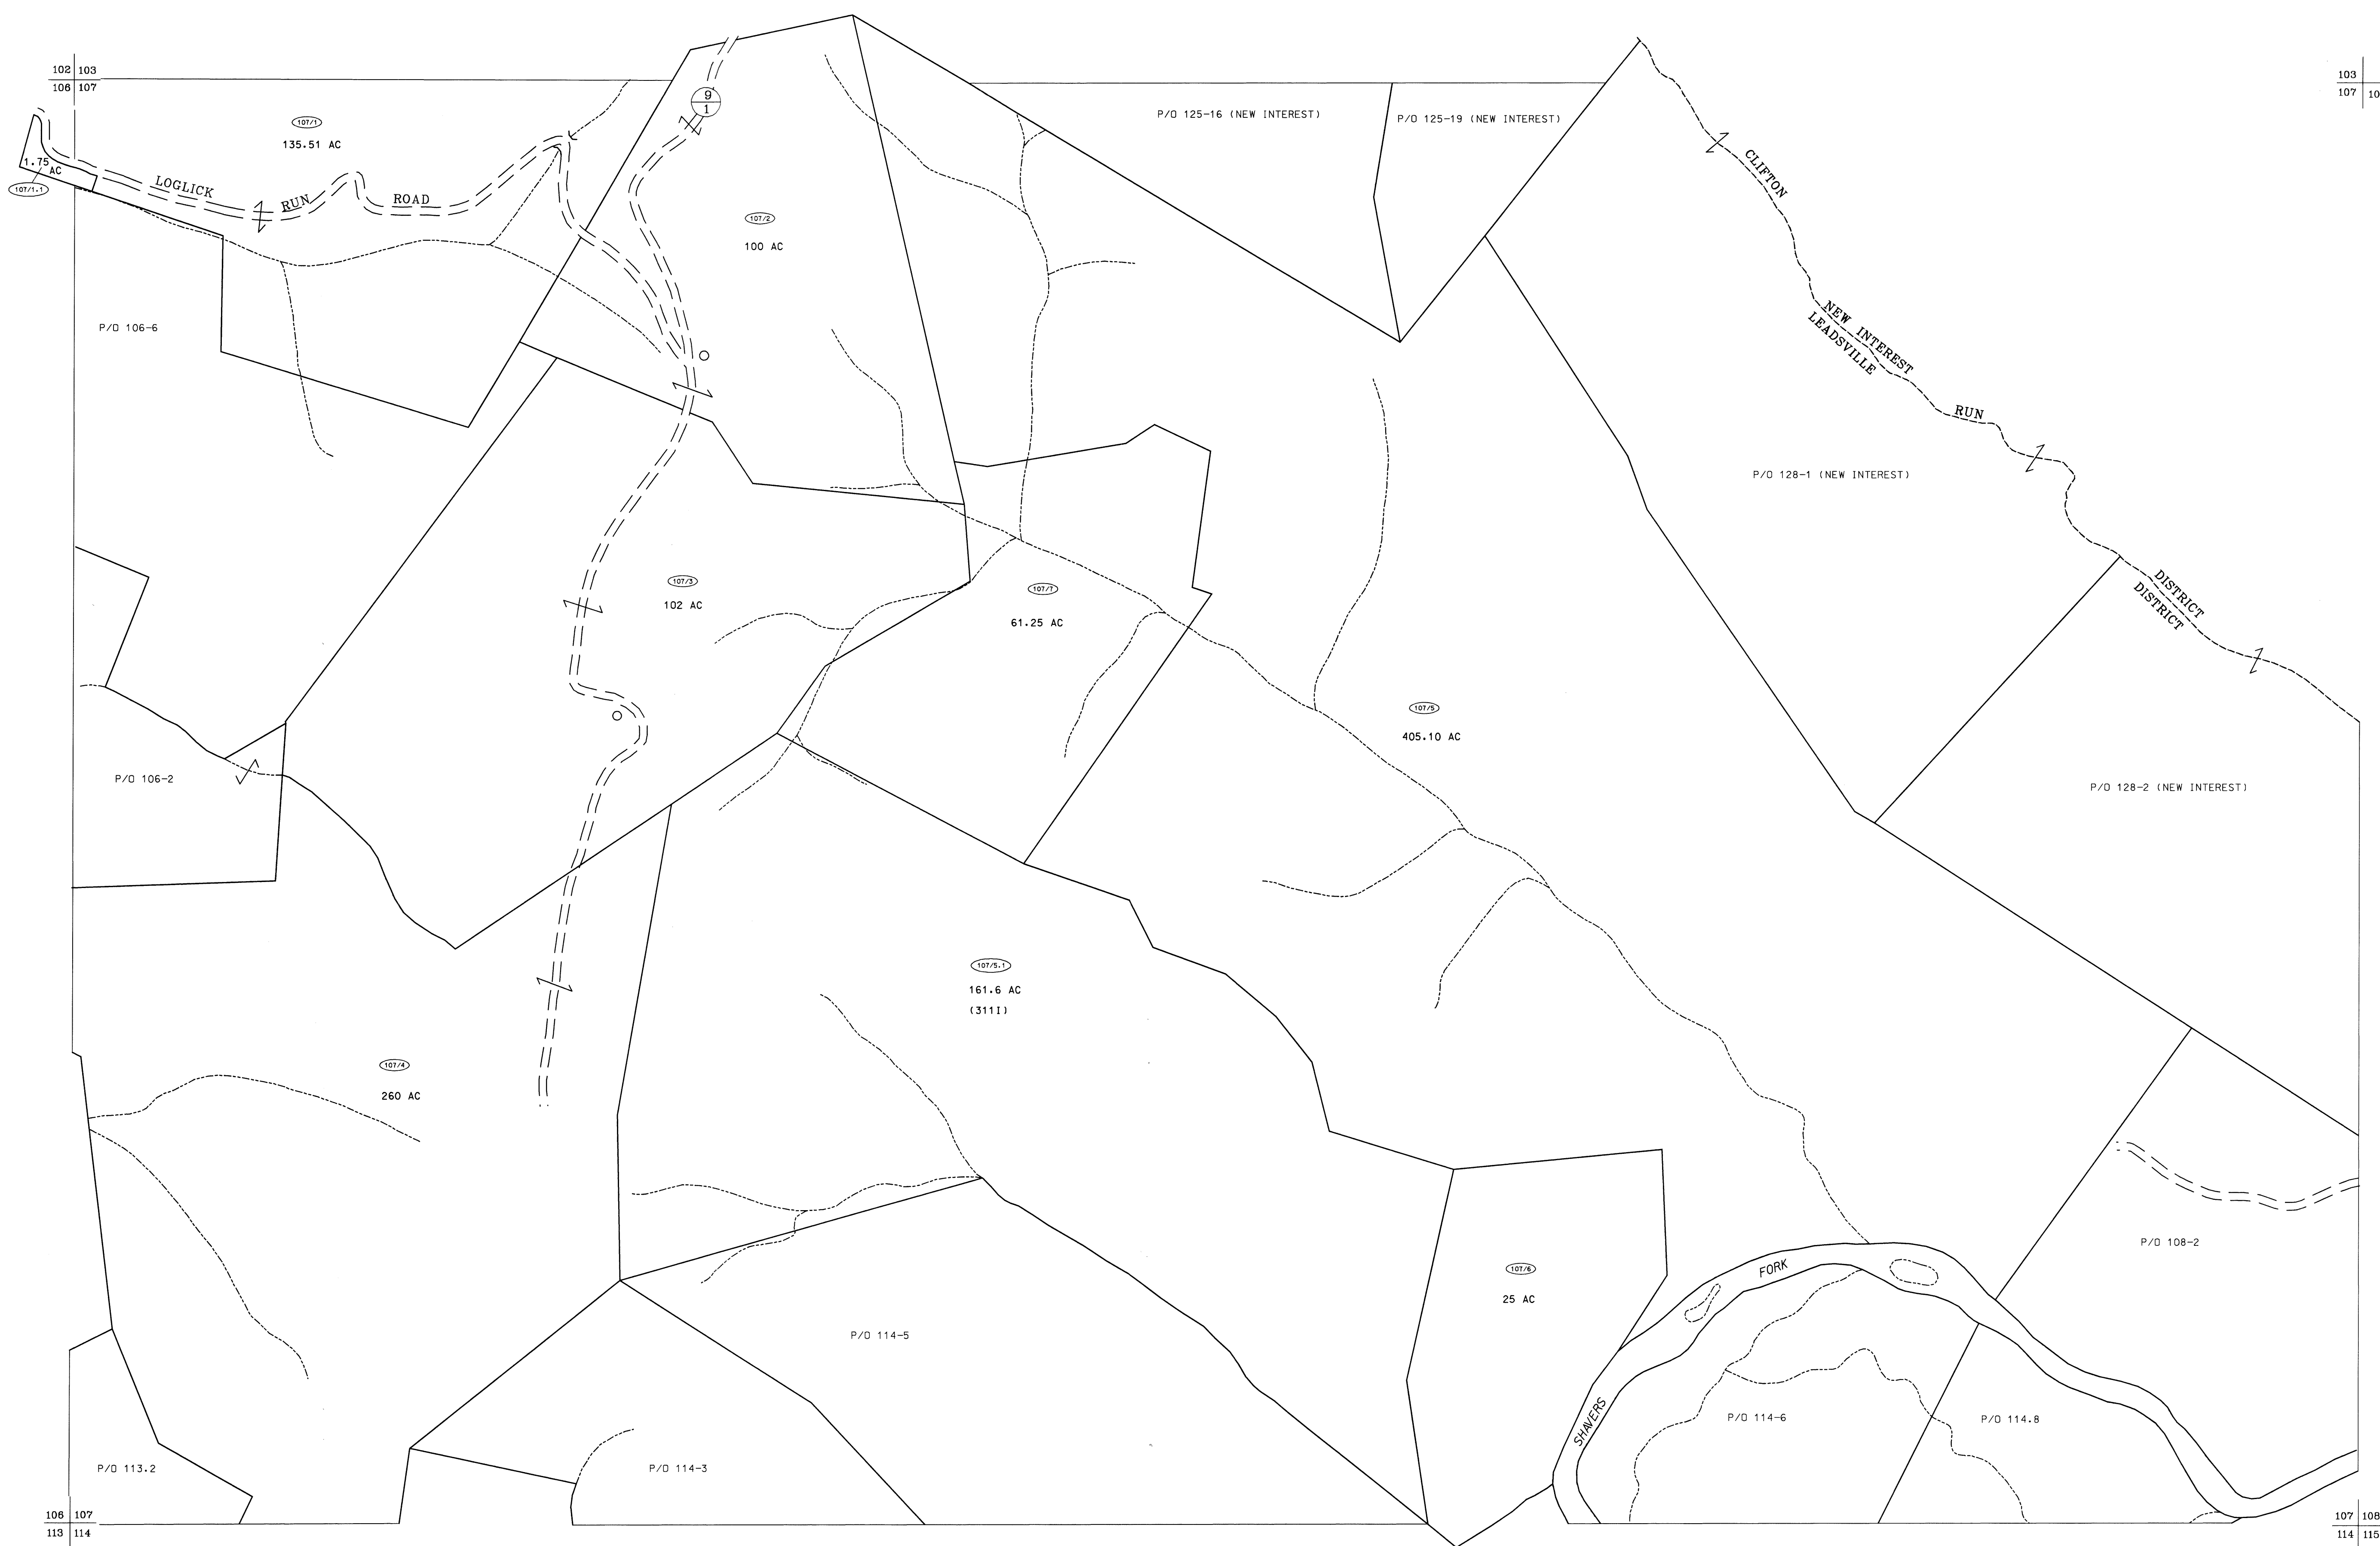 102 103
106 107
103
107 10
9
1
107/1
135.51 AC
1.75
AC
107/1.1
LOGLICK RUN ROAD
P/O 125-16 (NEW INTEREST)
P/O 125-19 (NEW INTEREST)
CLIFTON
107/2
100 AC
P/O 106-6
NEW INTEREST
LEADSVILLE
RUN
P/O 128-1 (NEW INTEREST)
107/3
102 AC
107/7
61.25 AC
DISTRICT
DISTRICT
107/5
405.10 AC
P/O 106-2
P/O 128-2 (NEW INTEREST)
107/5.1
161.6 AC
(311I)
107/4
260 AC
P/O 108-2
107/6
25 AC
FORK
SHAVERS
P/O 114-5
P/O 114-6
P/O 114.8
P/O 113.2
P/O 114-3
106 107
113 114
107 108
114 115